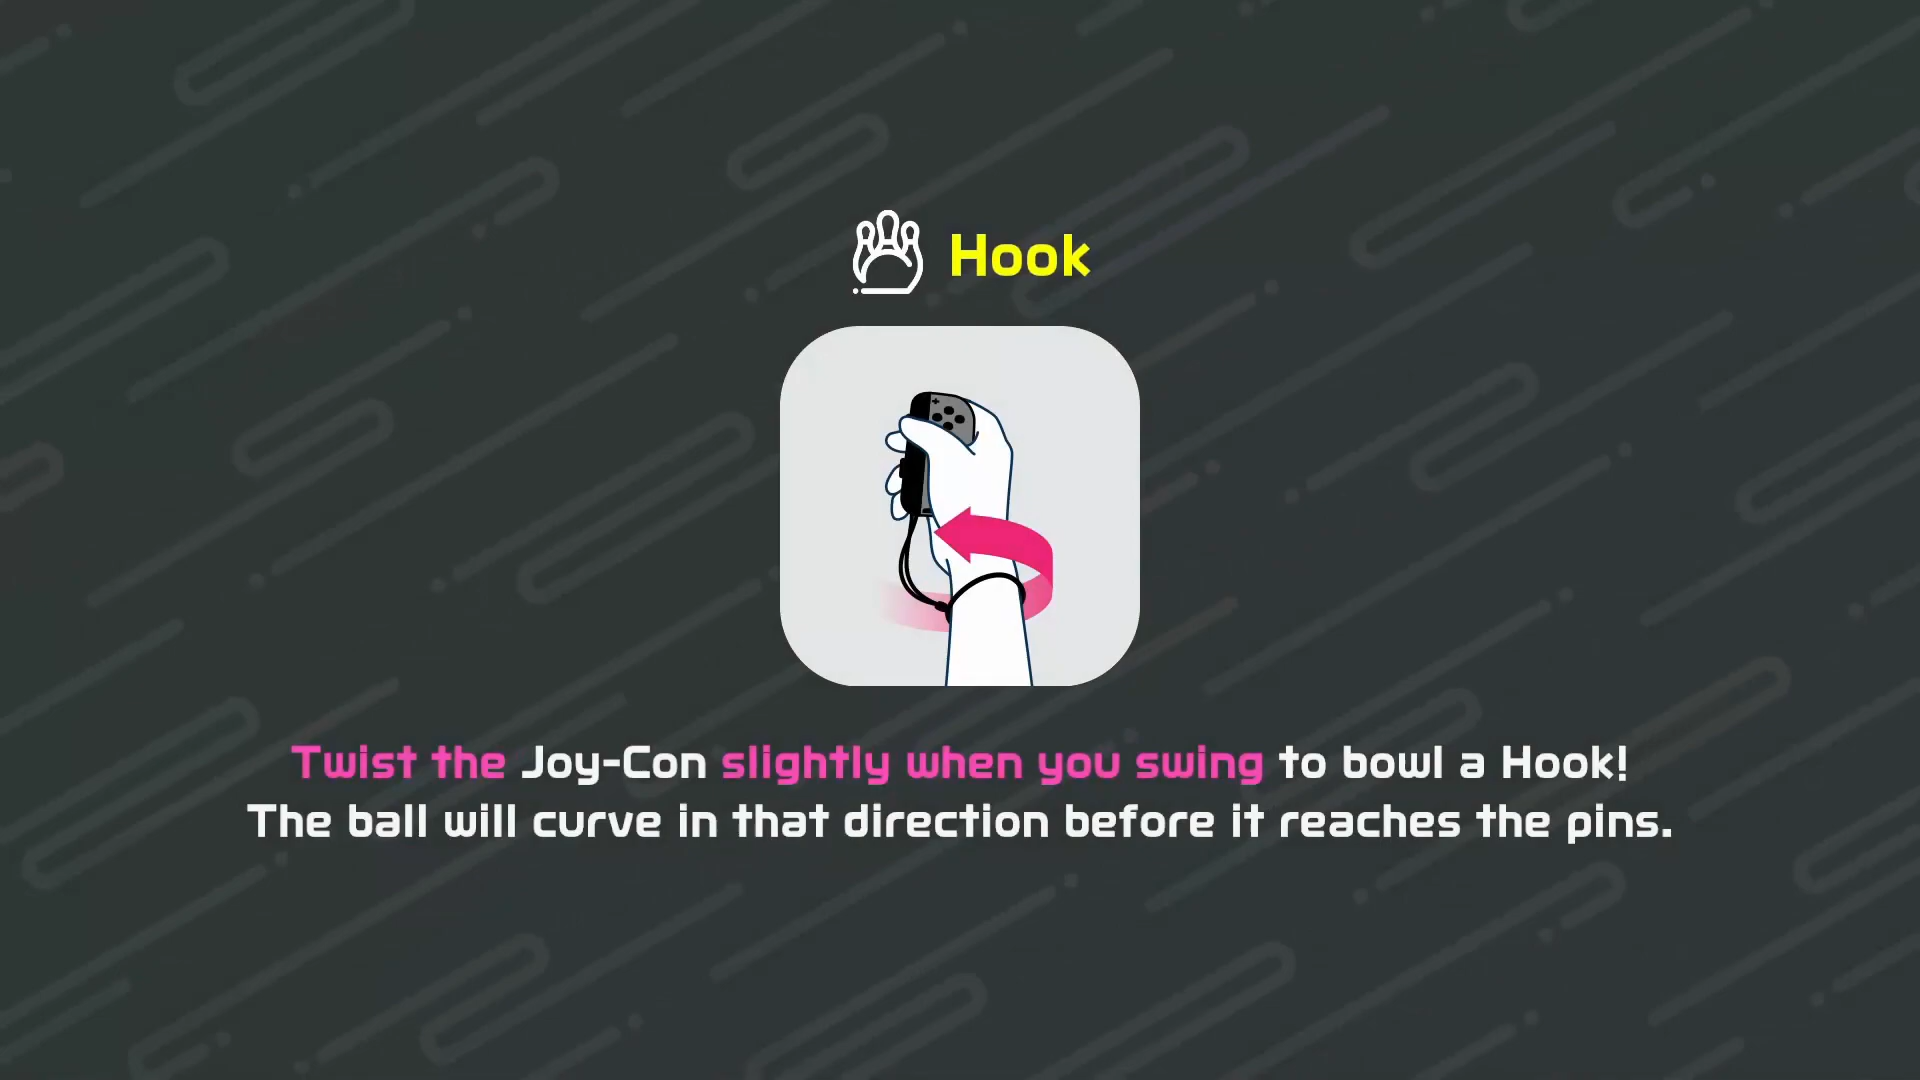 Hook
Twist the Joy-Con slightly when you swing to bowl a Hook!
The ball will curve in that direction before it reaches the pins.